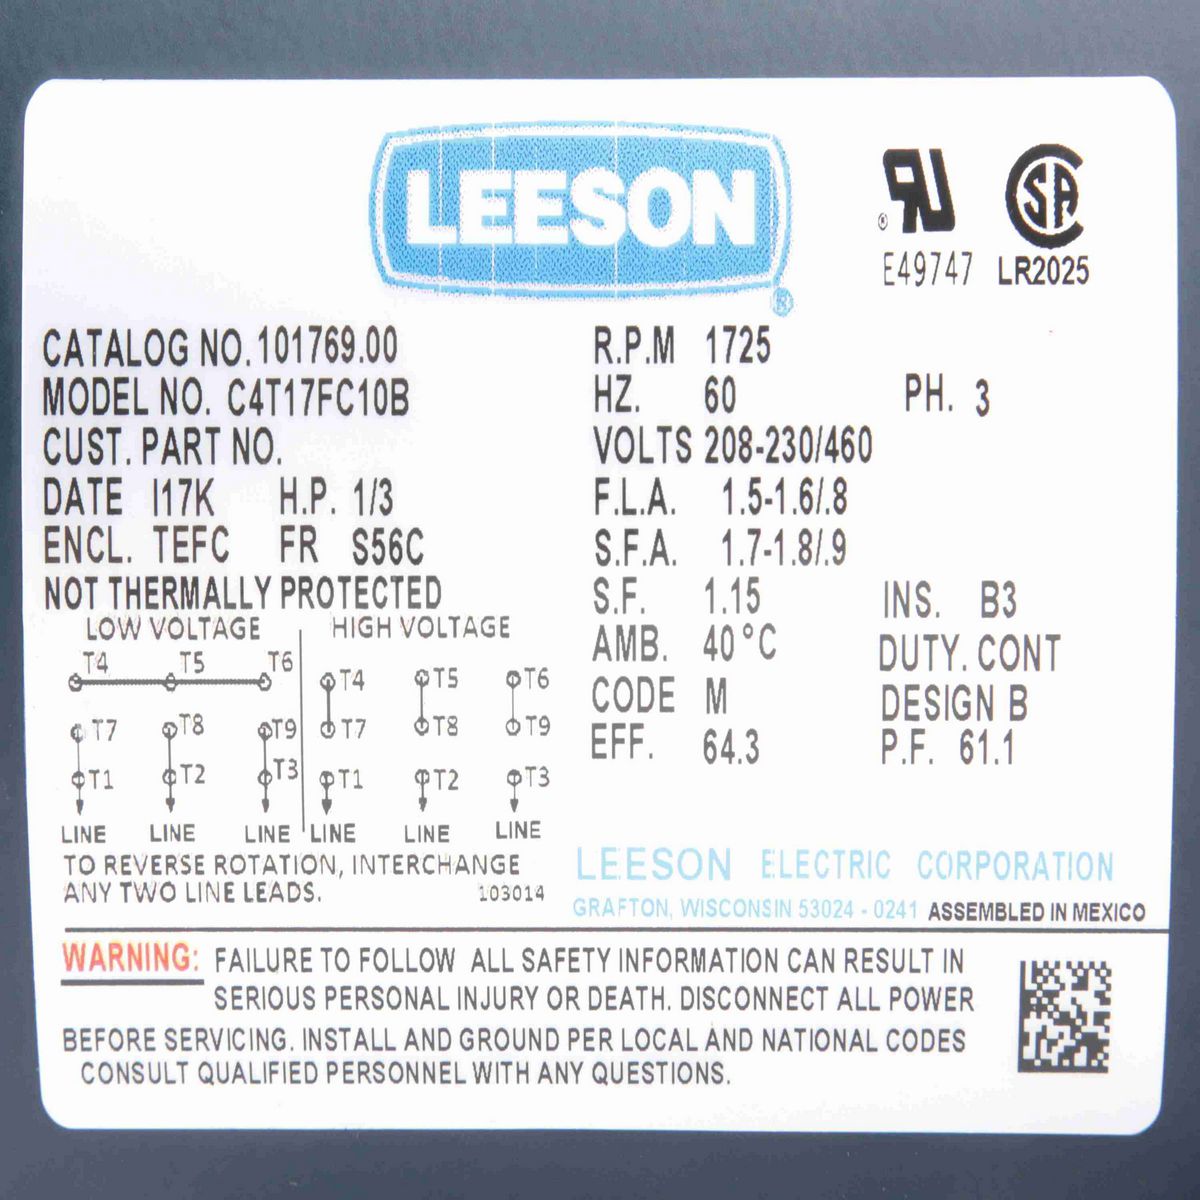 LEESON
®
® UR
SA
E49747 LR2025
CATALOG NO. 101769.00
MODEL NO. C4T17FC10B
CUST. PART NO.
DATE I17K H.P. 1/3
ENCL. TEFC FR S56C
NOT THERMALLY PROTECTED
R.P.M 1725
HZ. 60 PH. 3
VOLTS 208-230/460
F.L.A. 1.5-1.6/.8
S.F.A. 1.7-1.8/.9
S.F. 1.15 INS. B3
AMB. 40°C DUTY. CONT
CODE M DESIGN B
EFF. 64.3 P.F. 61.1
LOW VOLTAGE HIGH VOLTAGE
T4 T5 T6 T4 T5 T6
T7 T8 T9 T7 T8 T9
T1 T2 T3 T1 T2 T3
LINE LINE LINE LINE LINE LINE
TO REVERSE ROTATION, INTERCHANGE
ANY TWO LINE LEADS. 103014
LEESON ELECTRIC CORPORATION
GRAFTON, WISCONSIN 53024 - 0241 ASSEMBLED IN MEXICO
WARNING: FAILURE TO FOLLOW ALL SAFETY INFORMATION CAN RESULT IN
SERIOUS PERSONAL INJURY OR DEATH. DISCONNECT ALL POWER
BEFORE SERVICING. INSTALL AND GROUND PER LOCAL AND NATIONAL CODES
CONSULT QUALIFIED PERSONNEL WITH ANY QUESTIONS.